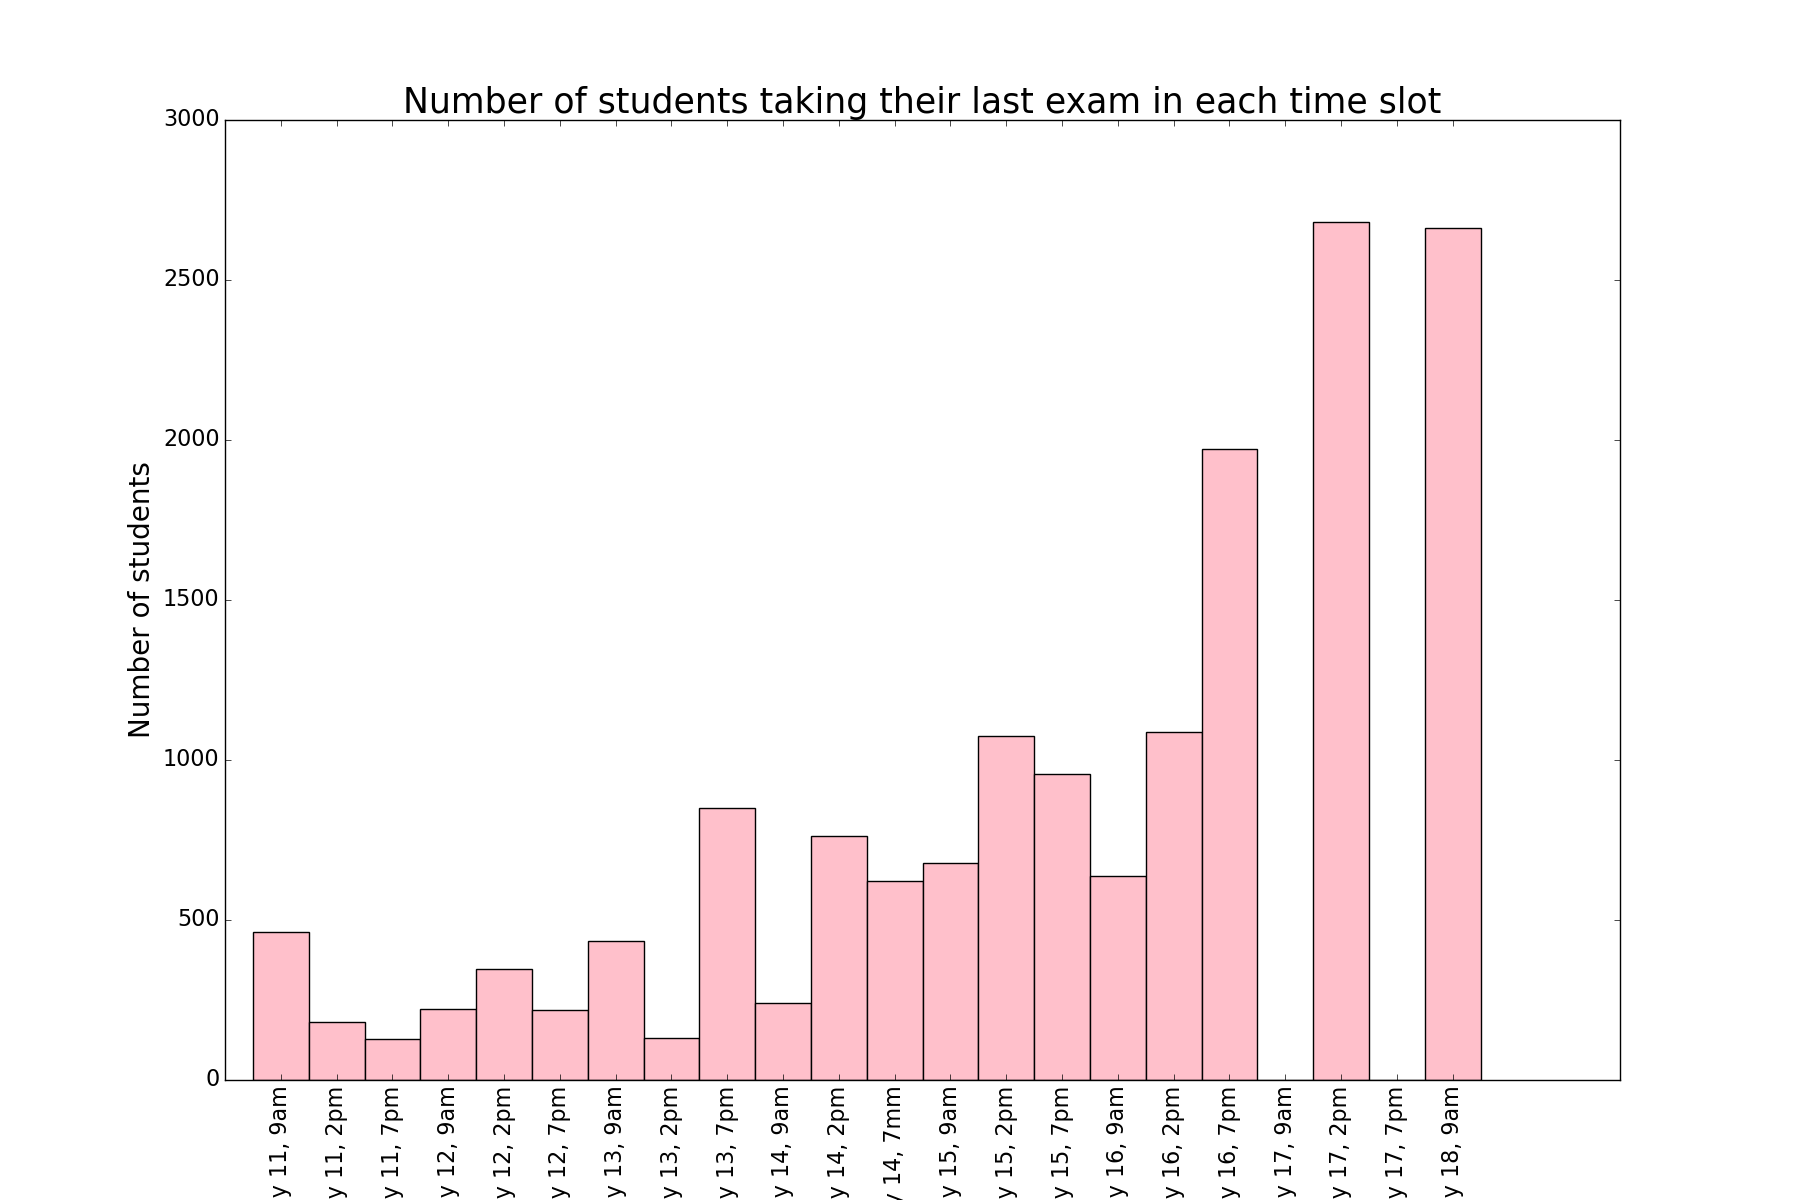 Number of students taking their last exam in each time slot
Number of students
3000
2500
2000
1500
1000
500
0
y 11, 9am
y 11, 2pm
y 11, 7pm
y 12, 9am
y 12, 2pm
y 12, 7pm
y 13, 9am
y 13, 2pm
y 13, 7pm
y 14, 9am
y 14, 2pm
y 14, 7mm
y 15, 9am
y 15, 2pm
y 15, 7pm
y 16, 9am
y 16, 2pm
y 16, 7pm
y 17, 9am
y 17, 2pm
y 17, 7pm
y 18, 9am